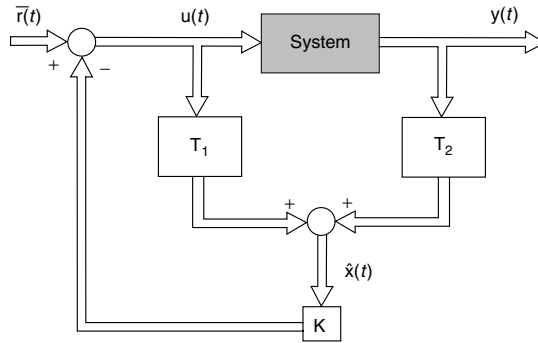 r̅(t̅)
u(t)
System
y(t)
+
−
T₁
T₂
+
+
x̂(t)
K